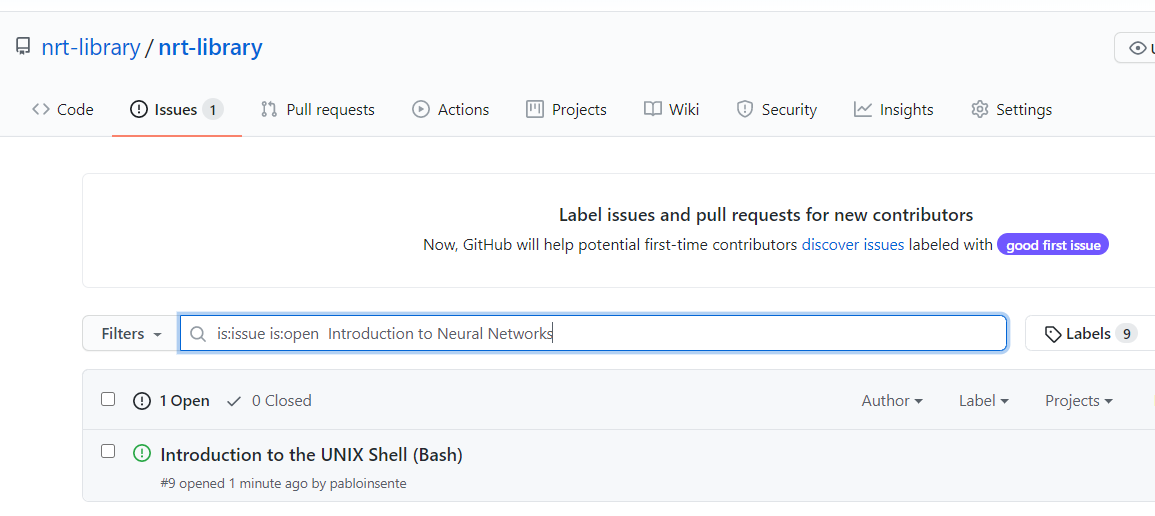 nrt-library / nrt-library
Code Issues 1 Pull requests Actions Projects Wiki Security Insights Settings
Label issues and pull requests for new contributors
Now, GitHub will help potential first-time contributors discover issues labeled with good first issue
Filters is:issue is:open Introduction to Neural Networks Labels 9
1 Open 0 Closed Author Label Projects
Introduction to the UNIX Shell (Bash)
#9 opened 1 minute ago by pabloinsente